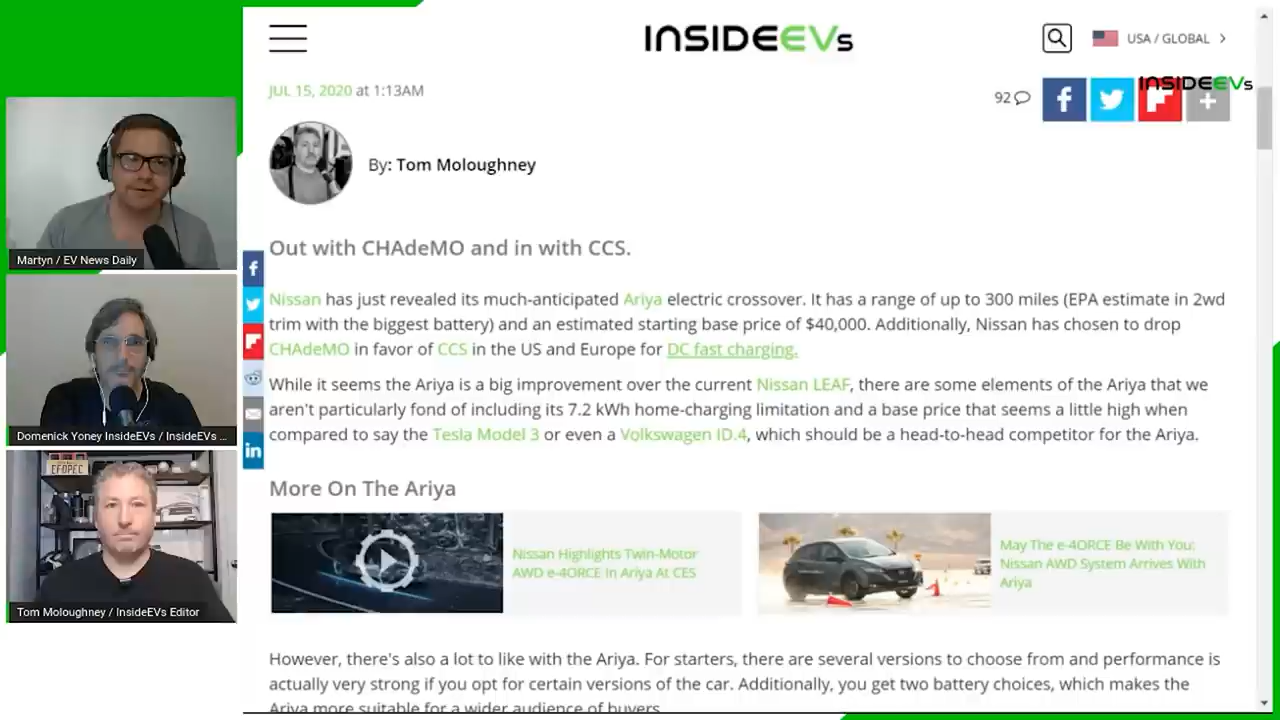 INSIDEEVs
USA / GLOBAL
JUL 15, 2020 at 1:13AM
92
INSIDEEVs
By: Tom Moloughney
Out with CHAdeMO and in with CCS.
Nissan has just revealed its much-anticipated Ariya electric crossover. It has a range of up to 300 miles (EPA estimate in 2wd
trim with the biggest battery) and an estimated starting base price of $40,000. Additionally, Nissan has chosen to drop
CHAdeMO in favor of CCS in the US and Europe for DC fast charging.
While it seems the Ariya is a big improvement over the current Nissan LEAF, there are some elements of the Ariya that we
aren't particularly fond of including its 7.2 kWh home-charging limitation and a base price that seems a little high when
compared to say the Tesla Model 3 or even a Volkswagen ID.4, which should be a head-to-head competitor for the Ariya.
More On The Ariya
Nissan Highlights Twin-Motor
AWD e-4ORCE In Ariya At CES
May The e-4ORCE Be With You:
Nissan AWD System Arrives With
Ariya
However, there's also a lot to like with the Ariya. For starters, there are several versions to choose from and performance is
actually very strong if you opt for certain versions of the car. Additionally, you get two battery choices, which makes the
Ariya more suitable for a wider audience of buyers.
Martyn / EV News Daily
Domenick Yoney InsideEVs / InsideEVs ...
EFOPEC
Tom Moloughney / InsideEVs Editor